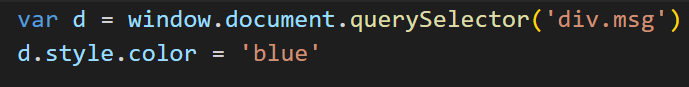 var d = window.document.querySelector('div.msg')
d.style.color = 'blue'